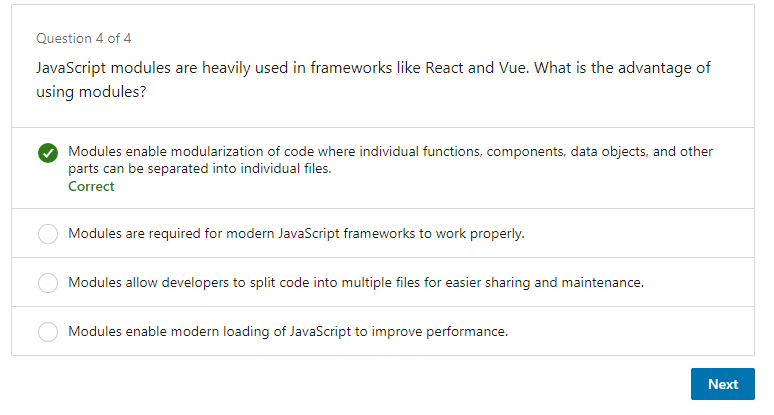 Question 4 of 4
JavaScript modules are heavily used in frameworks like React and Vue. What is the advantage of
using modules?
Modules enable modularization of code where individual functions, components, data objects, and other
parts can be separated into individual files.
Correct
Modules are required for modern JavaScript frameworks to work properly.
Modules allow developers to split code into multiple files for easier sharing and maintenance.
Modules enable modern loading of JavaScript to improve performance.
Next